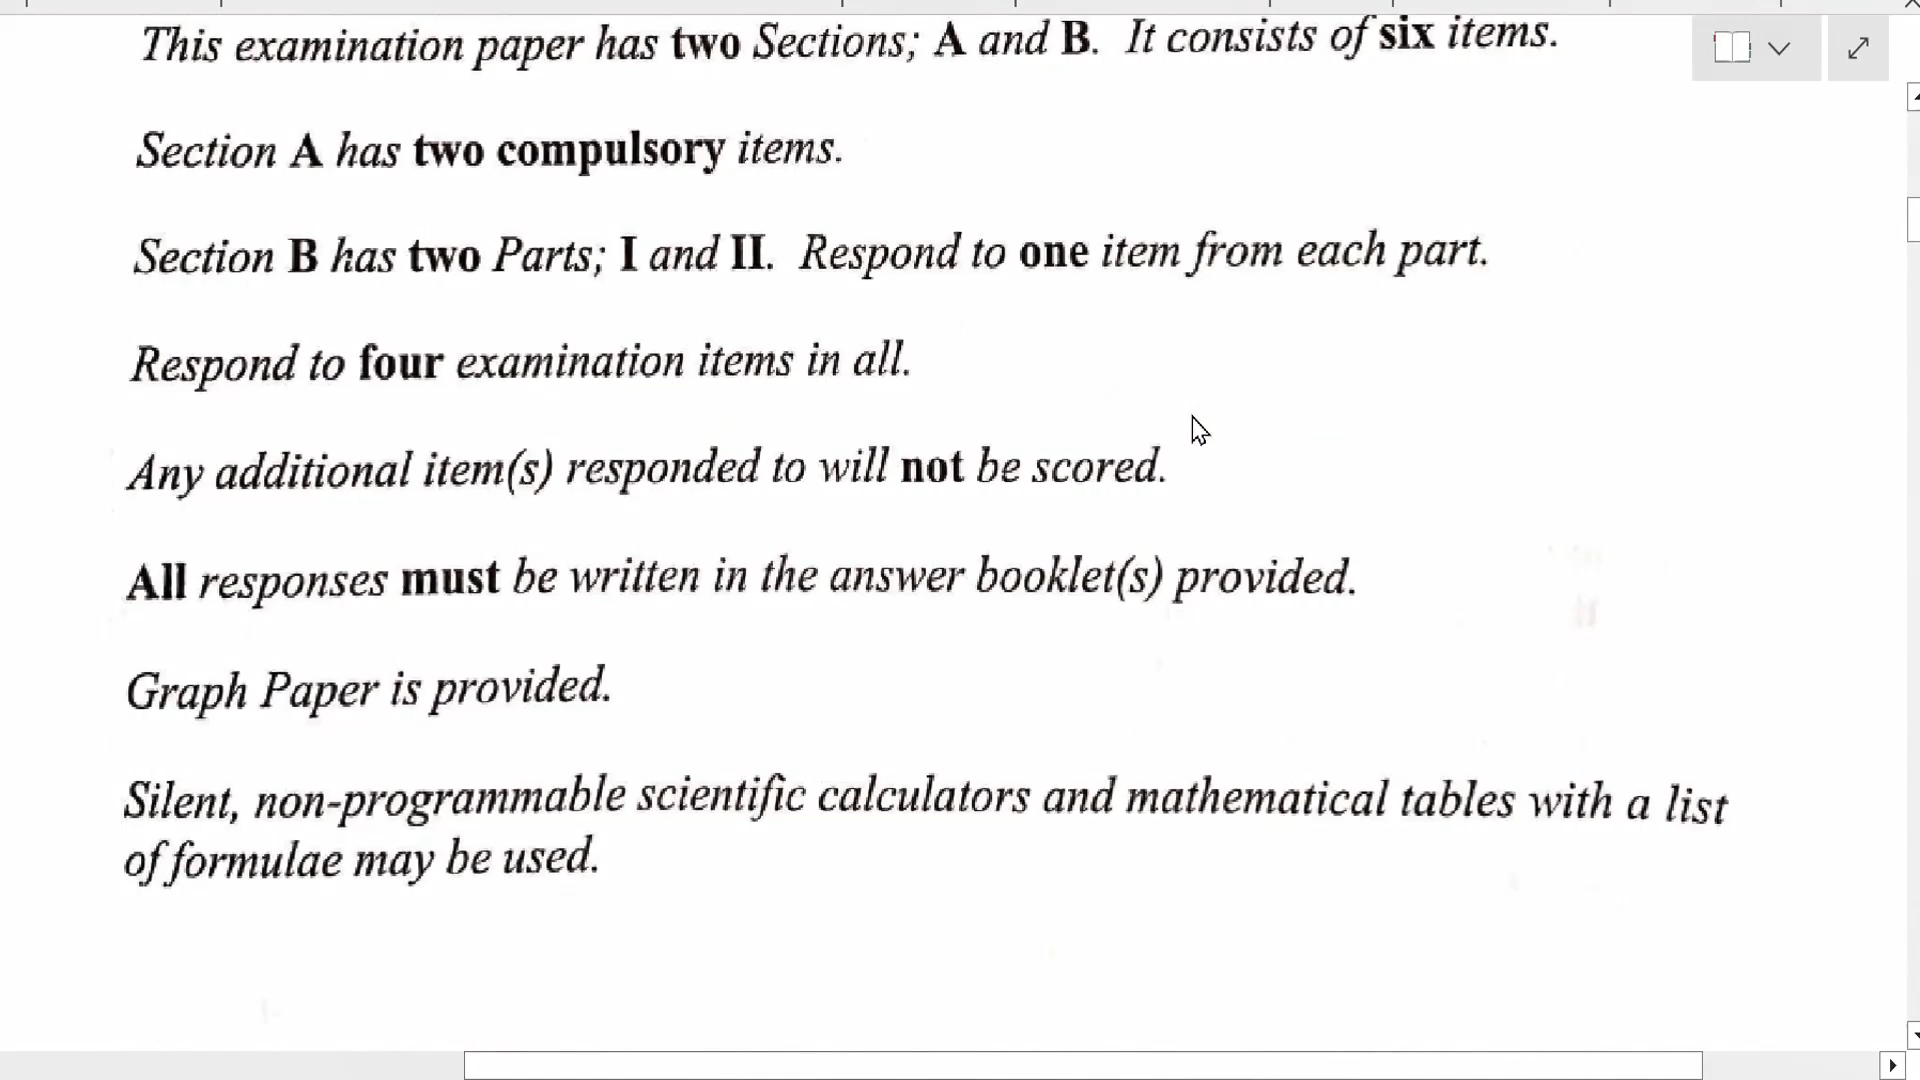 This examination paper has two Sections; A and B. It consists of six items.
Section A has two compulsory items.
Section B has two Parts; I and II. Respond to one item from each part.
Respond to four examination items in all.
Any additional item(s) responded to will not be scored.
All responses must be written in the answer booklet(s) provided.
Graph Paper is provided.
Silent, non-programmable scientific calculators and mathematical tables with a list
of formulae may be used.